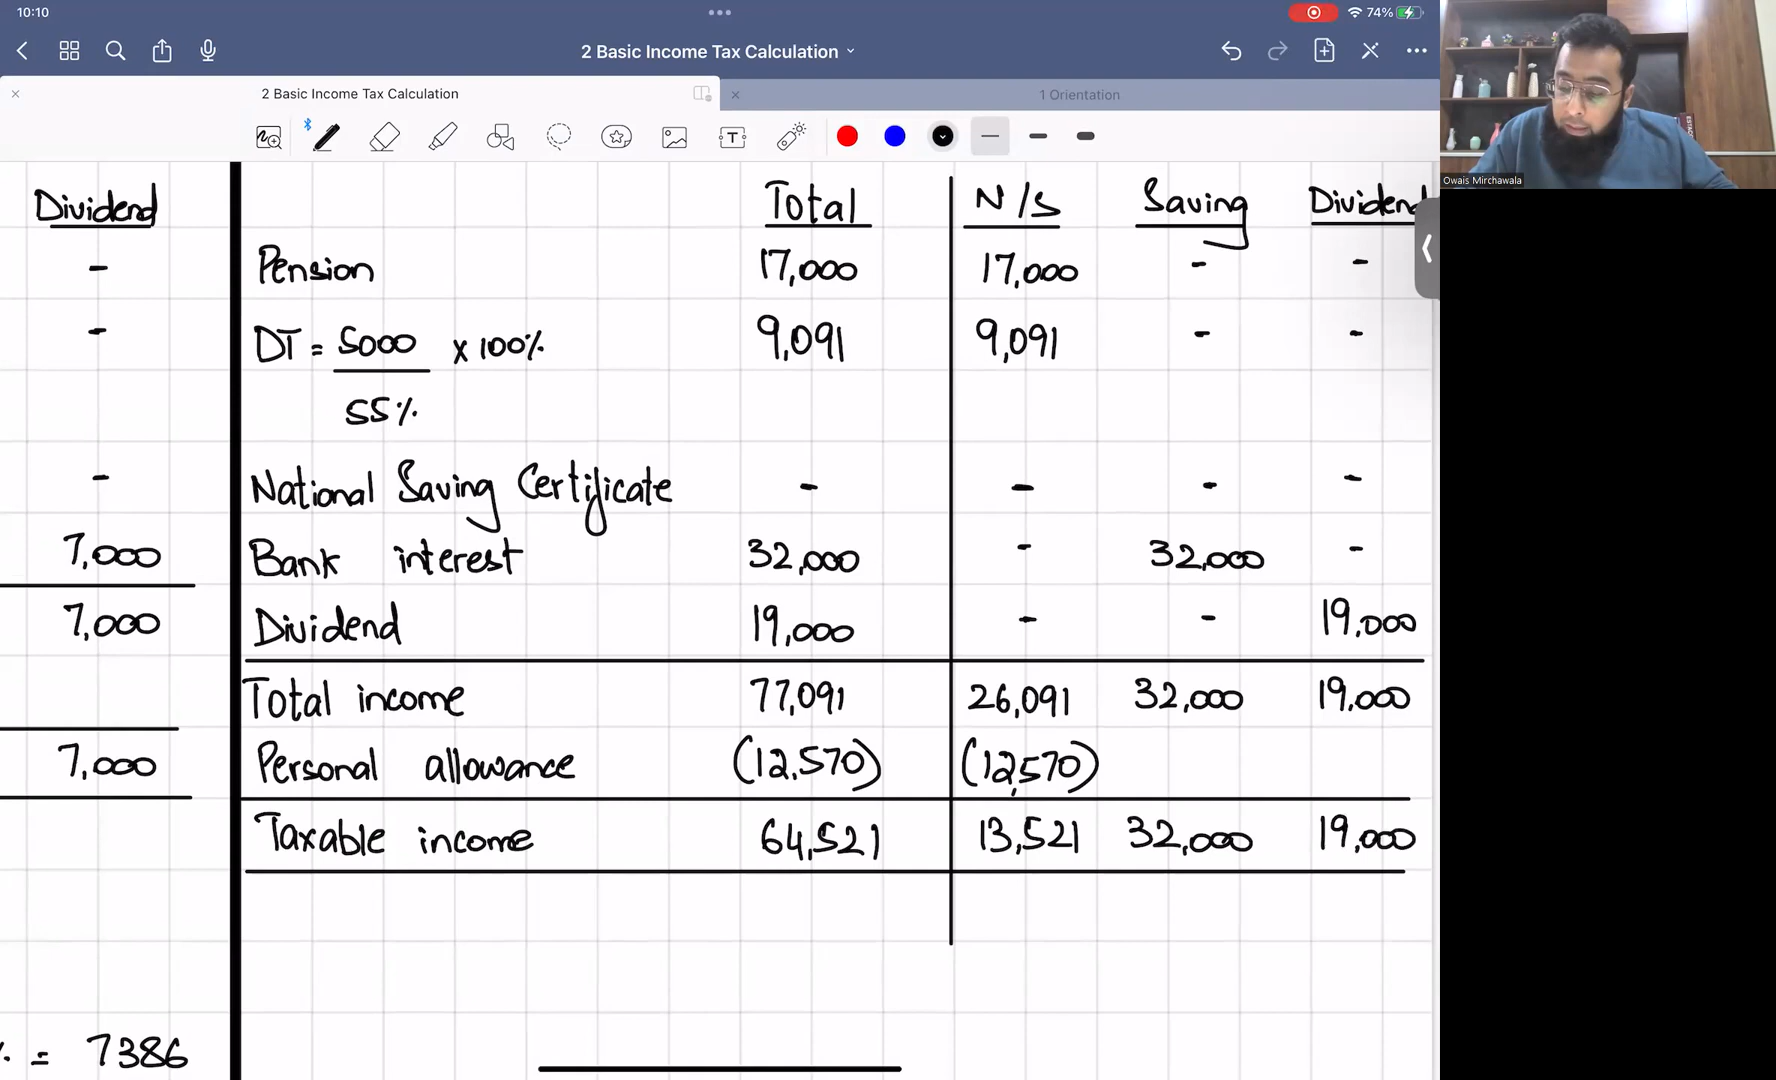 10:10
74%
2 Basic Income Tax Calculation
2 Basic Income Tax Calculation
1 Orientation
Owais Mirchawala
Dividend Total N/S Saving Dividend
- Pension 17,000 17,000 - -
- DT = 5000 x 100% 9,091 9,091 - -
55%
- National Saving Certificate - - - -
7,000 Bank interest 32,000 - 32,000 -
7,000 Dividend 19,000 - - 19,000
Total income 77,091 26,091 32,000 19,000
7,000 Personal allowance (12,570) (12,570)
Taxable income 64,521 13,521 32,000 19,000
% = 7386